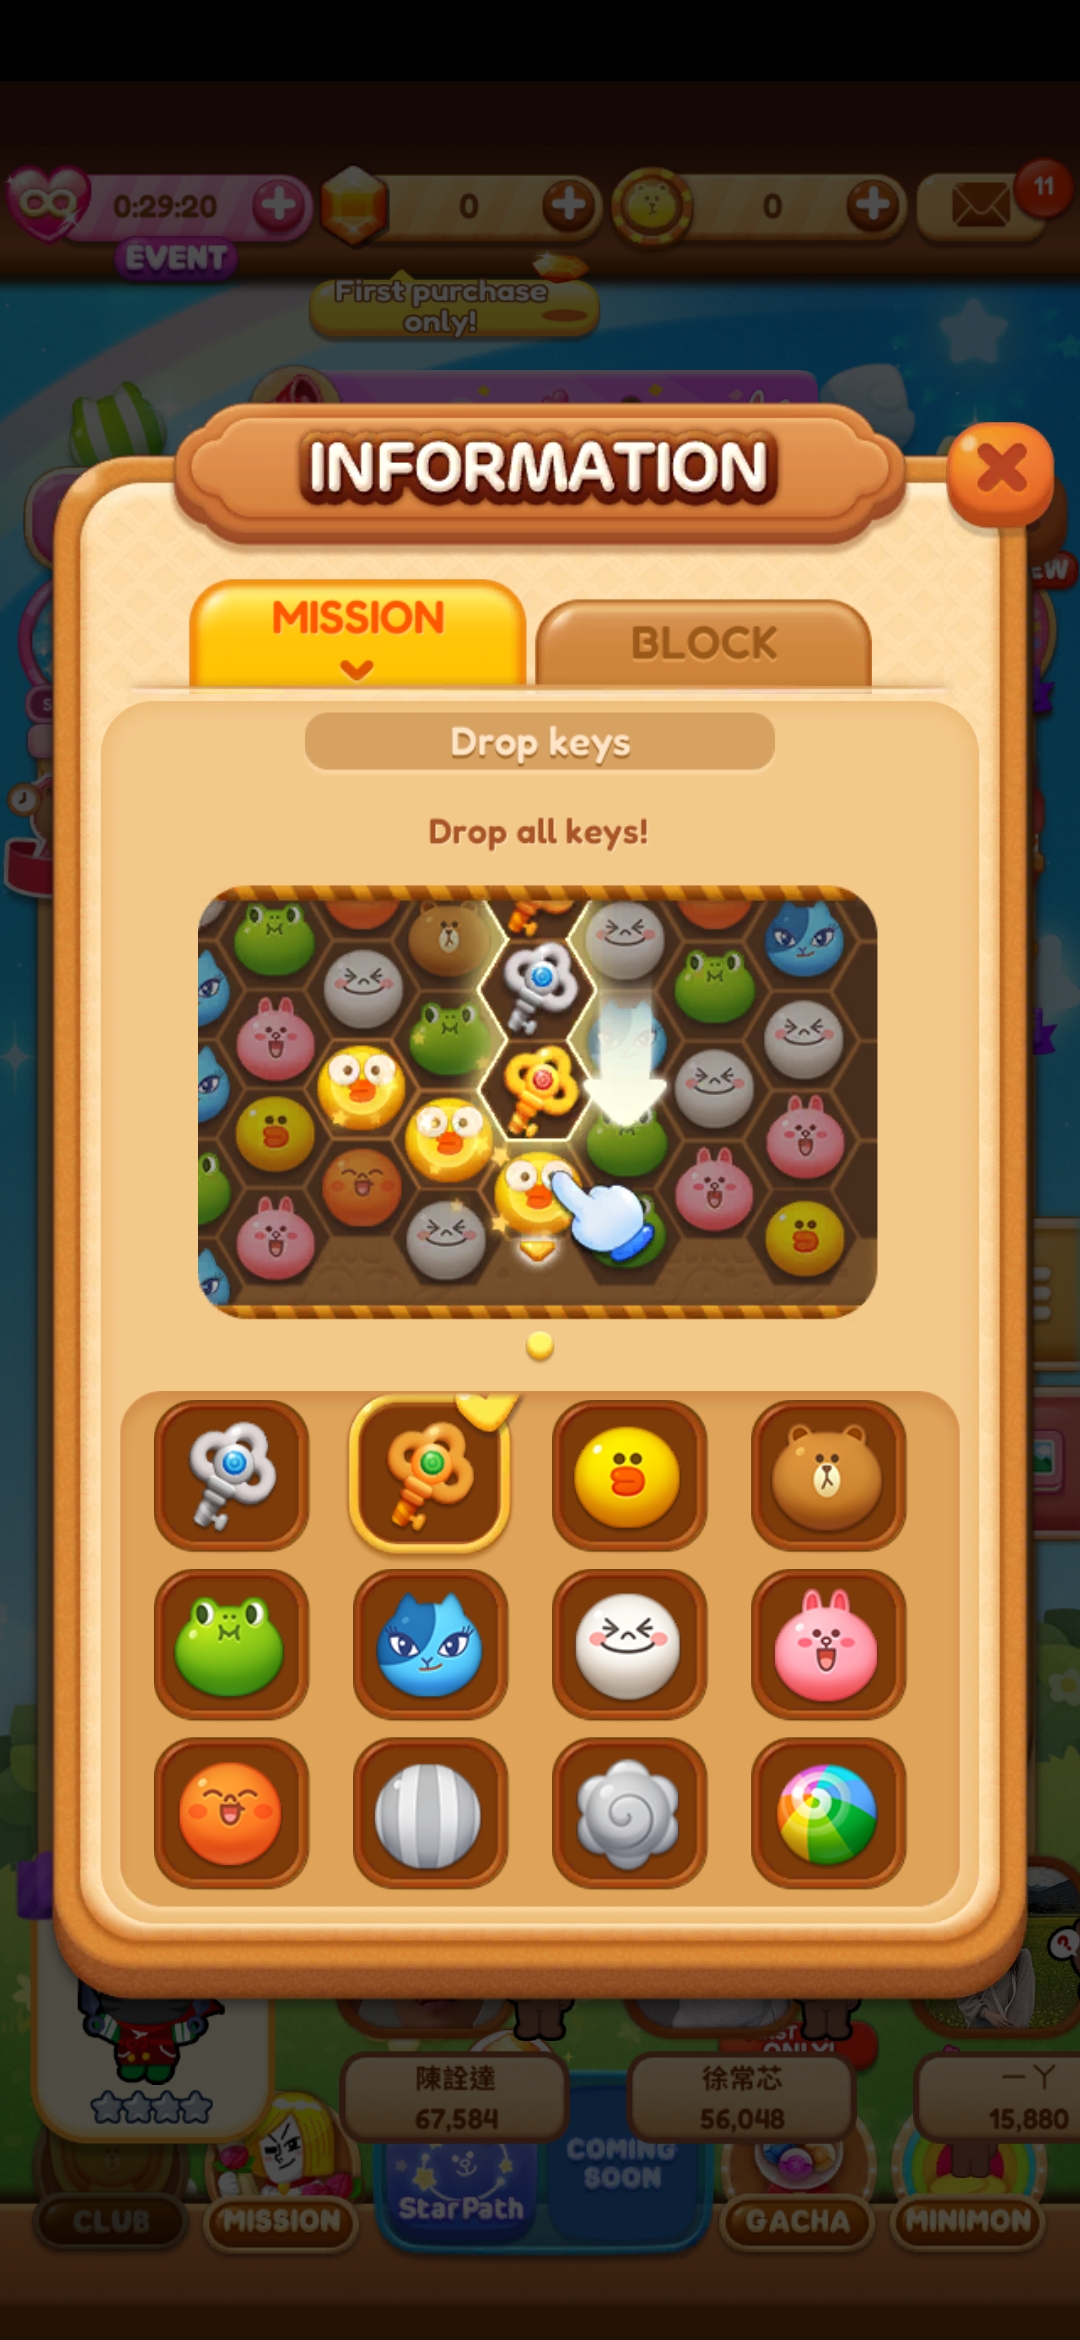 0:29:20
0
0
11
EVENT
First purchase
only!
INFORMATION
MISSION
BLOCK
Drop keys
Drop all keys!
陳詮達
67,584
徐常芯
56,048
一丫
15,880
COMING
SOON
StarPath
CLUB
MISSION
GACHA
MINIMON